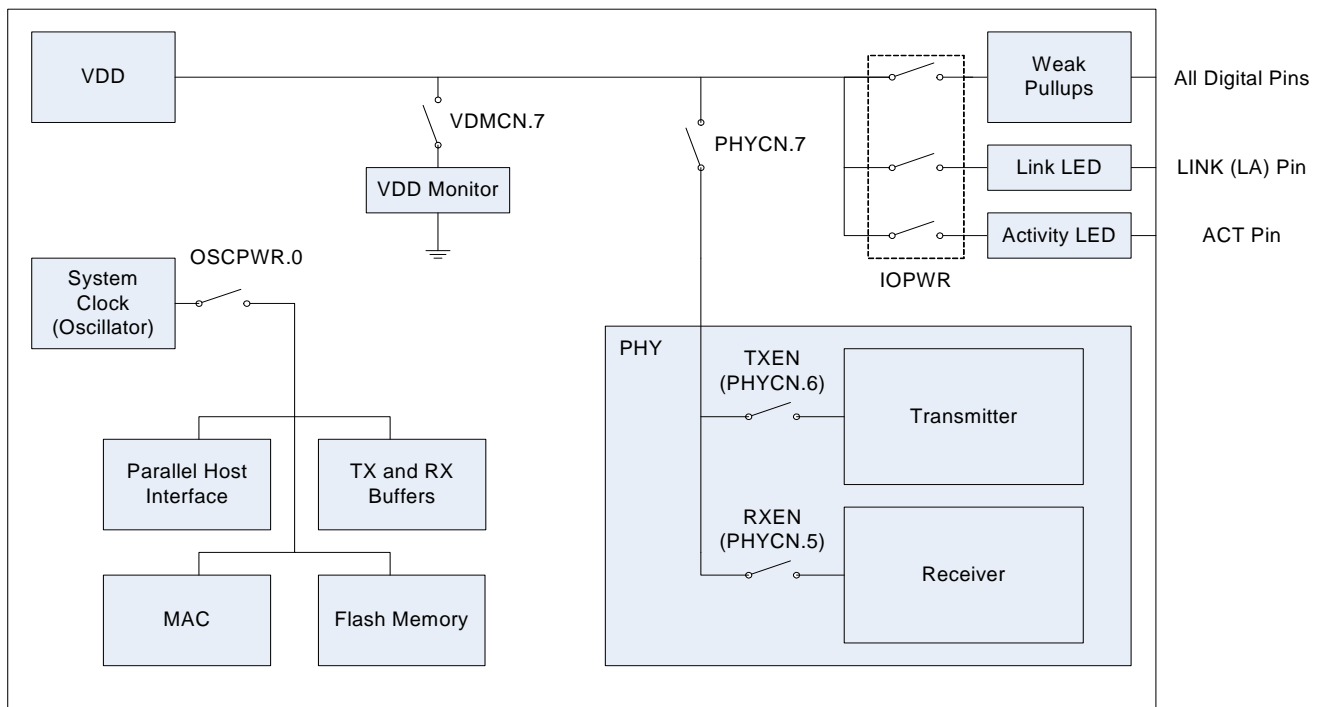 VDD
Weak
Pullups
All Digital Pins
VDMCN.7
PHYCN.7
VDD Monitor
Link LED
LINK (LA) Pin
Activity LED
ACT Pin
IOPWR
OSCPWR.0
System
Clock
(Oscillator)
PHY
TXEN
(PHYCN.6)
Transmitter
Parallel Host
Interface
TX and RX
Buffers
RXEN
(PHYCN.5)
Receiver
MAC
Flash Memory